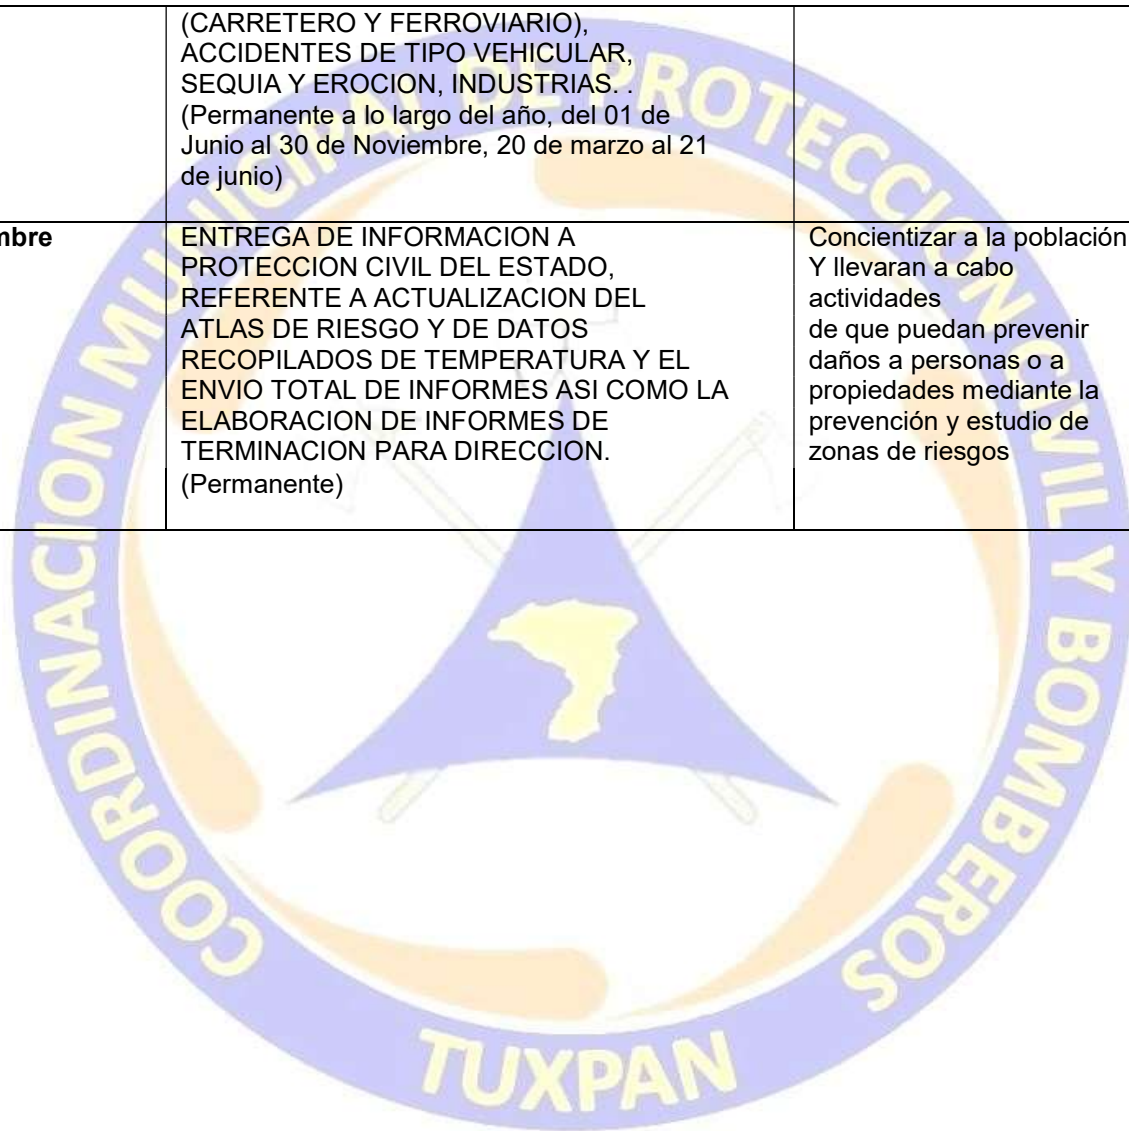 (CARRETERO Y FERROVIARIO),
ACCIDENTES DE TIPO VEHICULAR,
SEQUIA Y EROCION, INDUSTRIAS. .
(Permanente a lo largo del año, del 01 de
Junio al 30 de Noviembre, 20 de marzo al 21
de junio)
mbre
ENTREGA DE INFORMACION A
PROTECCION CIVIL DEL ESTADO,
REFERENTE A ACTUALIZACION DEL
ATLAS DE RIESGO Y DE DATOS
RECOPILADOS DE TEMPERATURA Y EL
ENVIO TOTAL DE INFORMES ASI COMO LA
ELABORACION DE INFORMES DE
TERMINACION PARA DIRECCION.
(Permanente)
Concientizar a la población
Y llevaran a cabo
actividades
de que puedan prevenir
daños a personas o a
propiedades mediante la
prevención y estudio de
zonas de riesgos
COORDINACION MUNICIPAL DE PROTECCION CIVIL Y BOMBEROS
TUXPAN